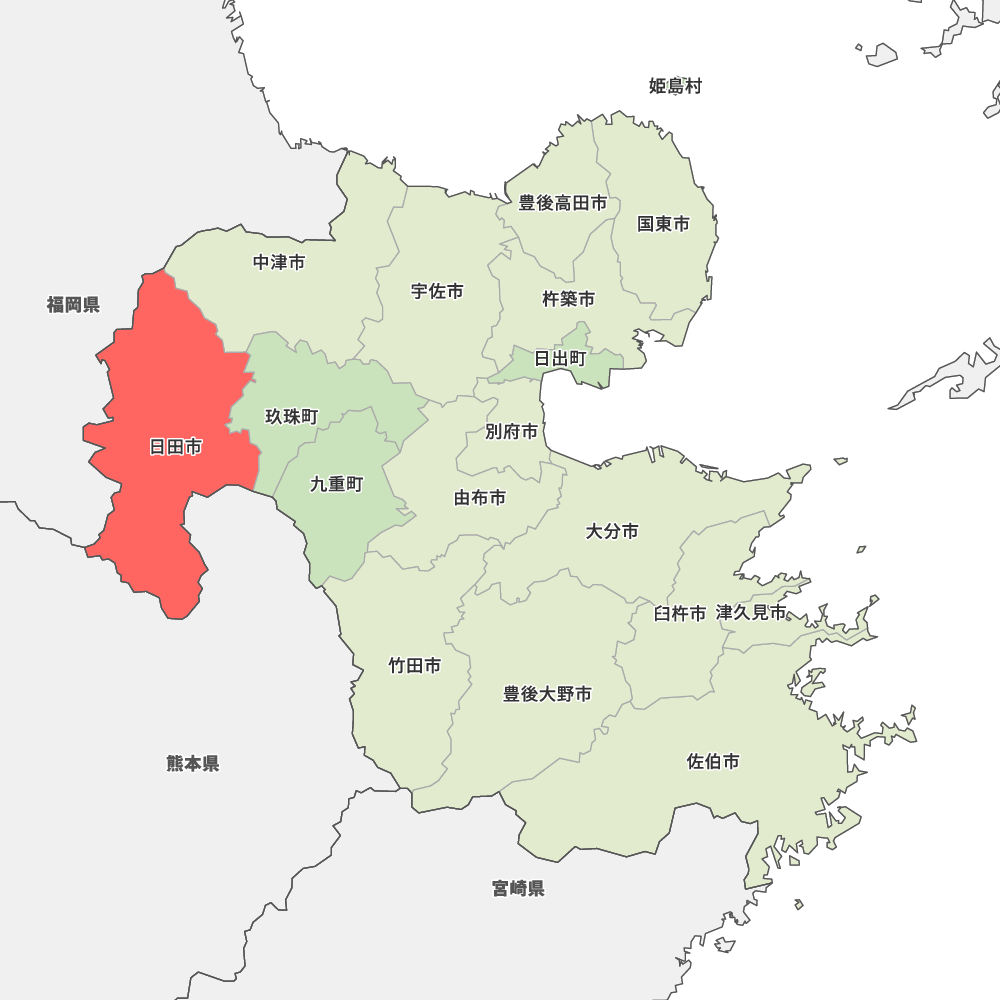 姫島村
豊後高田市
国東市
中津市
宇佐市
杵築市
福岡県
日出町
玖珠町
別府市
日田市
九重町
由布市
大分市
臼杵市
津久見市
竹田市
豊後大野市
佐伯市
熊本県
宮崎県